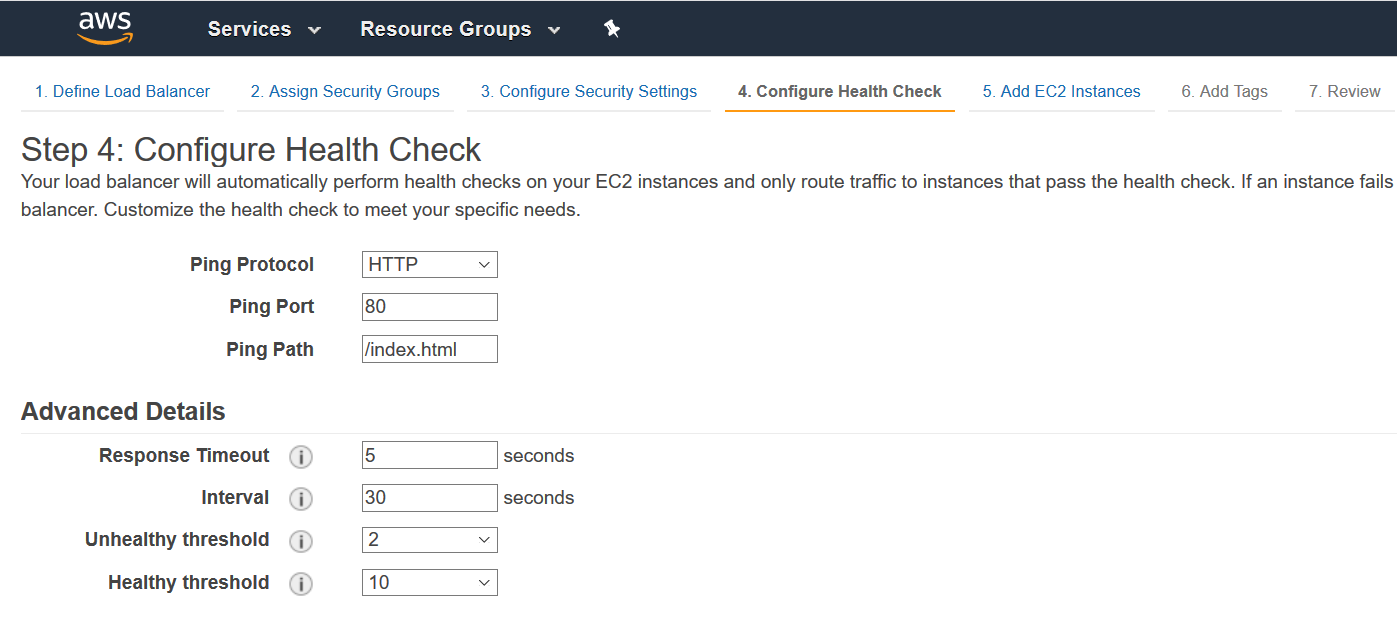 aws Services Resource Groups
1. Define Load Balancer 2. Assign Security Groups 3. Configure Security Settings 4. Configure Health Check 5. Add EC2 Instances 6. Add Tags 7. Review
Step 4: Configure Health Check
Your load balancer will automatically perform health checks on your EC2 instances and only route traffic to instances that pass the health check. If an instance fails
balancer. Customize the health check to meet your specific needs.
Ping Protocol HTTP
Ping Port 80
Ping Path /index.html
Advanced Details
Response Timeout i 5 seconds
Interval i 30 seconds
Unhealthy threshold i 2
Healthy threshold i 10